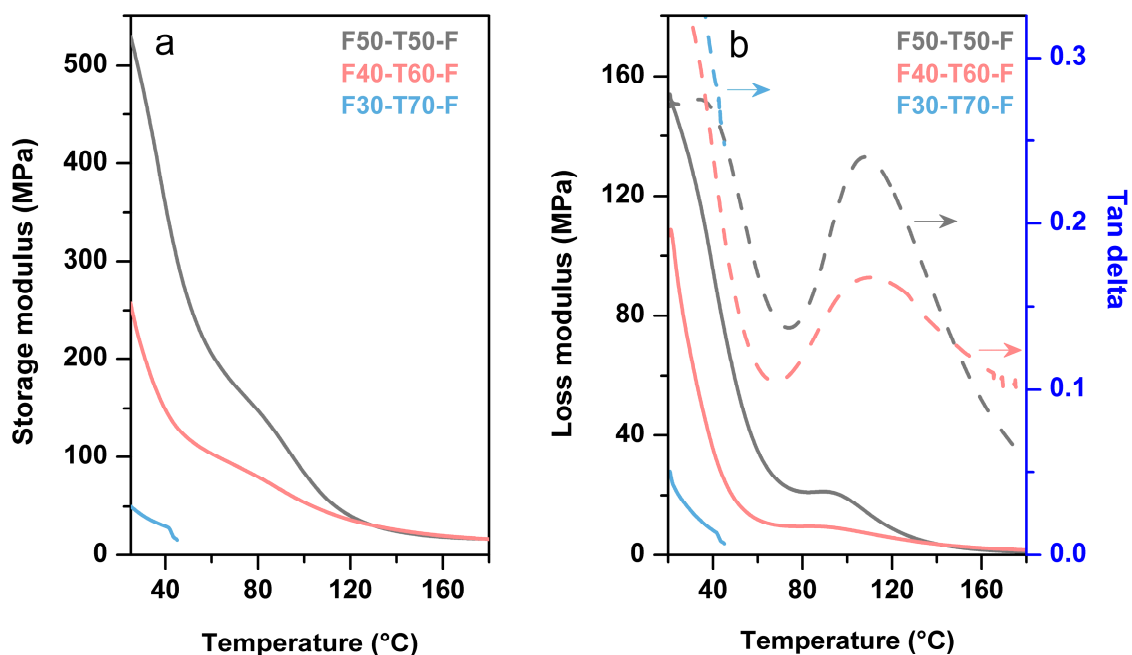 a
F50-T50-F
F40-T60-F
F30-T70-F
500
400
300
200
100
0
40
80
120
160
Storage modulus (MPa)
Temperature (°C)
b
F50-T50-F
F40-T60-F
F30-T70-F
160
120
80
40
0
40
80
120
160
0.3
0.2
0.1
0.0
Loss modulus (MPa)
Tan delta
Temperature (°C)